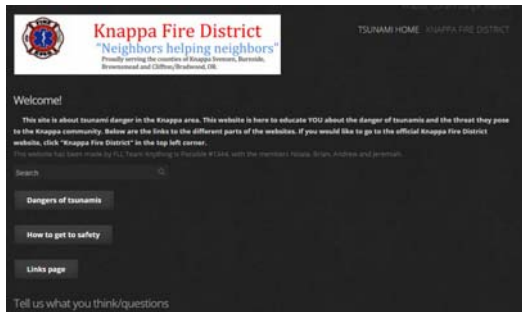 Knappa Fire District
"Neighbors helping neighbors"
Proudly serving the counties of Knappa Svensen, Burnside,
Brownsmead and Clifton/Bradwood, OR.
TSUNAMI HOME KNAPPA FIRE DISTRICT
Welcome!
This site is about tsunami danger in the Knappa area. This website is here to educate YOU about the danger of tsunamis and the threat they pose
to the Knappa community. Below are the links to the different parts of the websites. If you would like to go to the official Knappa Fire District
website, click "Knappa Fire District" in the top left corner.
This website has been made by FLL Team Anything is Possible #1344, with the members Brian, Andrew and Jeremiah.
Search
Dangers of tsunamis
How to get to safety
Links page
Tell us what you think/questions